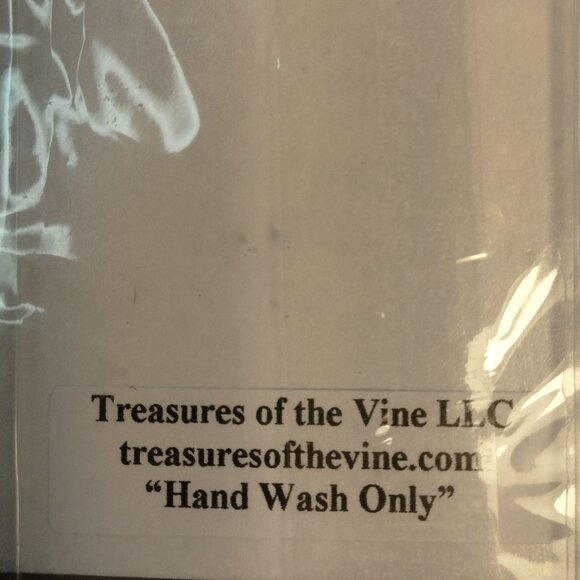 Treasures of the Vine LLC
treasuresofthevine.com
“Hand Wash Only”